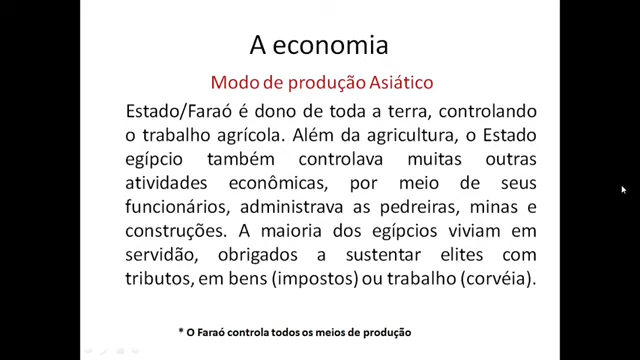 A economia
Modo de produção Asiático
Estado/Faraó é dono de toda a terra, controlando
o trabalho agrícola. Além da agricultura, o Estado
egípcio também controlava muitas outras
atividades econômicas, por meio de seus
funcionários, administrava as pedreiras, minas e
construções. A maioria dos egípcios viviam em
servidão, obrigados a sustentar elites com
tributos, em bens (impostos) ou trabalho (corvéia).
* O Faraó controla todos os meios de produção